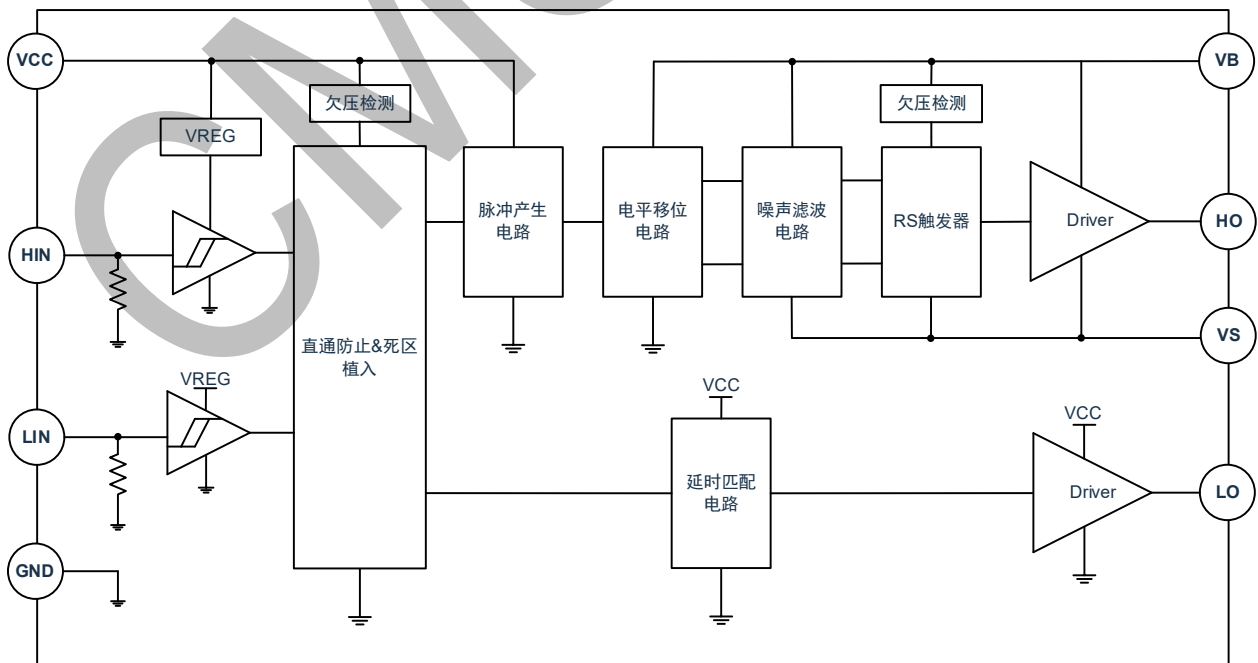 VCC
VB
欠压检测
欠压检测
VREG
脉冲产生
电路
电平移位
电路
噪声滤波
电路
RS触发器
Driver
HO
HIN
直通防止&死区
植入
VS
VREG
VCC
VCC
LIN
延时匹配
电路
Driver
LO
GND